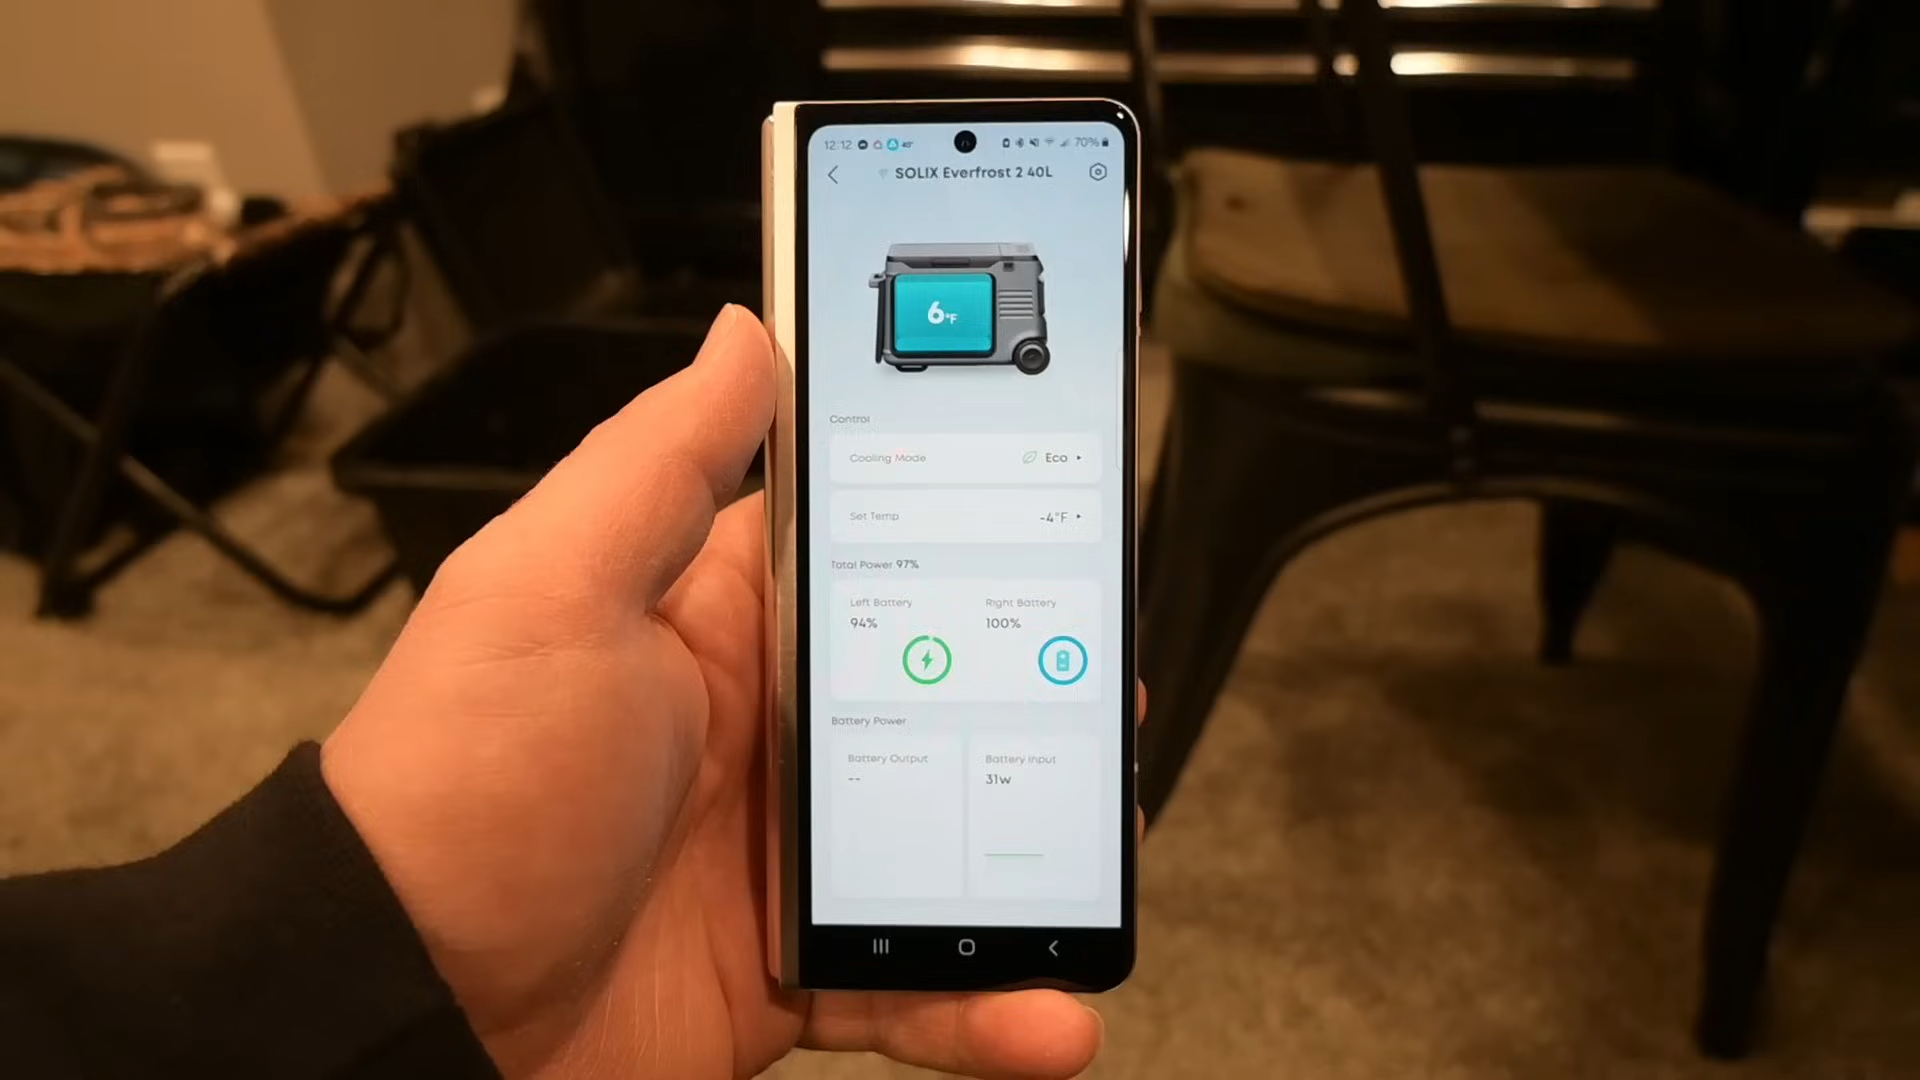 12:12 70%
SOLIX Everfrost 2 40L
6°F
Control
Cooling Mode Eco
Set Temp -4°F
Total Power 97%
Left Battery Right Battery
94% 100%
Battery Power
Battery Output Battery Input
-- 31w